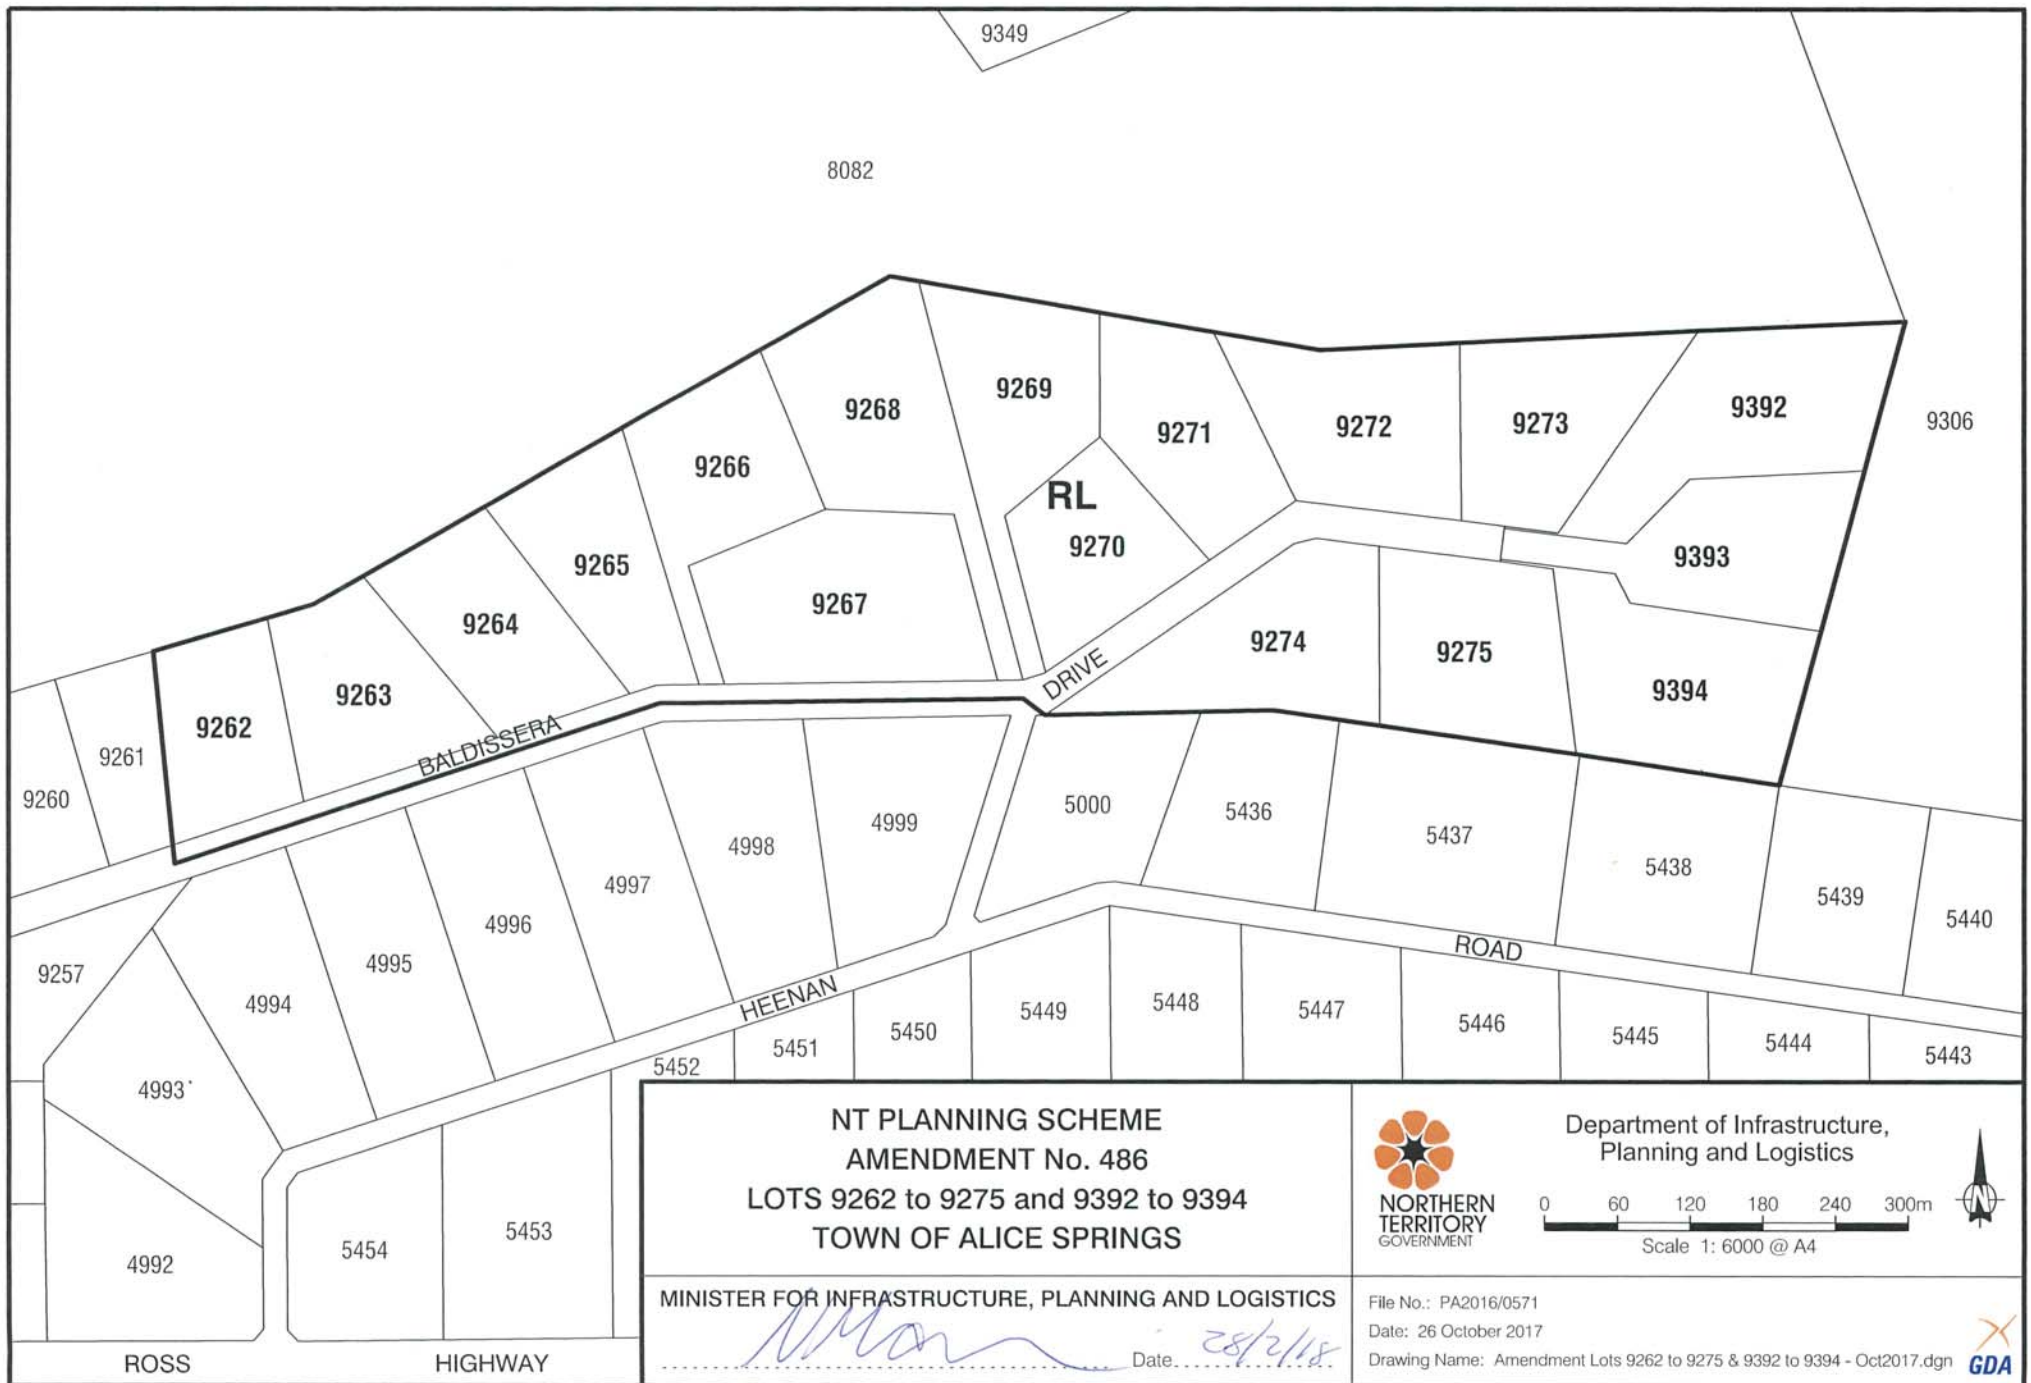 9349
8082
9268
9269
9271
9272
9273
9392
9306
9266
RL
9270
9265
9267
9393
9264
9274
9275
9263
9394
9262
DRIVE
BALDISSERA
9261
9260
5000
5436
5437
5438
4999
4998
4997
4996
4995
4994
9257
5439
5440
ROAD
HEENAN
5449
5448
5447
5446
5445
5444
5443
5450
5451
5452
4993
4992
5454
5453
ROSS HIGHWAY
NT PLANNING SCHEME
AMENDMENT No. 486
LOTS 9262 to 9275 and 9392 to 9394
TOWN OF ALICE SPRINGS
MINISTER FOR INFRASTRUCTURE, PLANNING AND LOGISTICS
Date 28/2/18
NORTHERN
TERRITORY
GOVERNMENT
Department of Infrastructure,
Planning and Logistics
0 60 120 180 240 300m
Scale 1: 6000 @ A4
N
File No.: PA2016/0571
Date: 26 October 2017
Drawing Name: Amendment Lots 9262 to 9275 & 9392 to 9394 - Oct2017.dgn
GDA